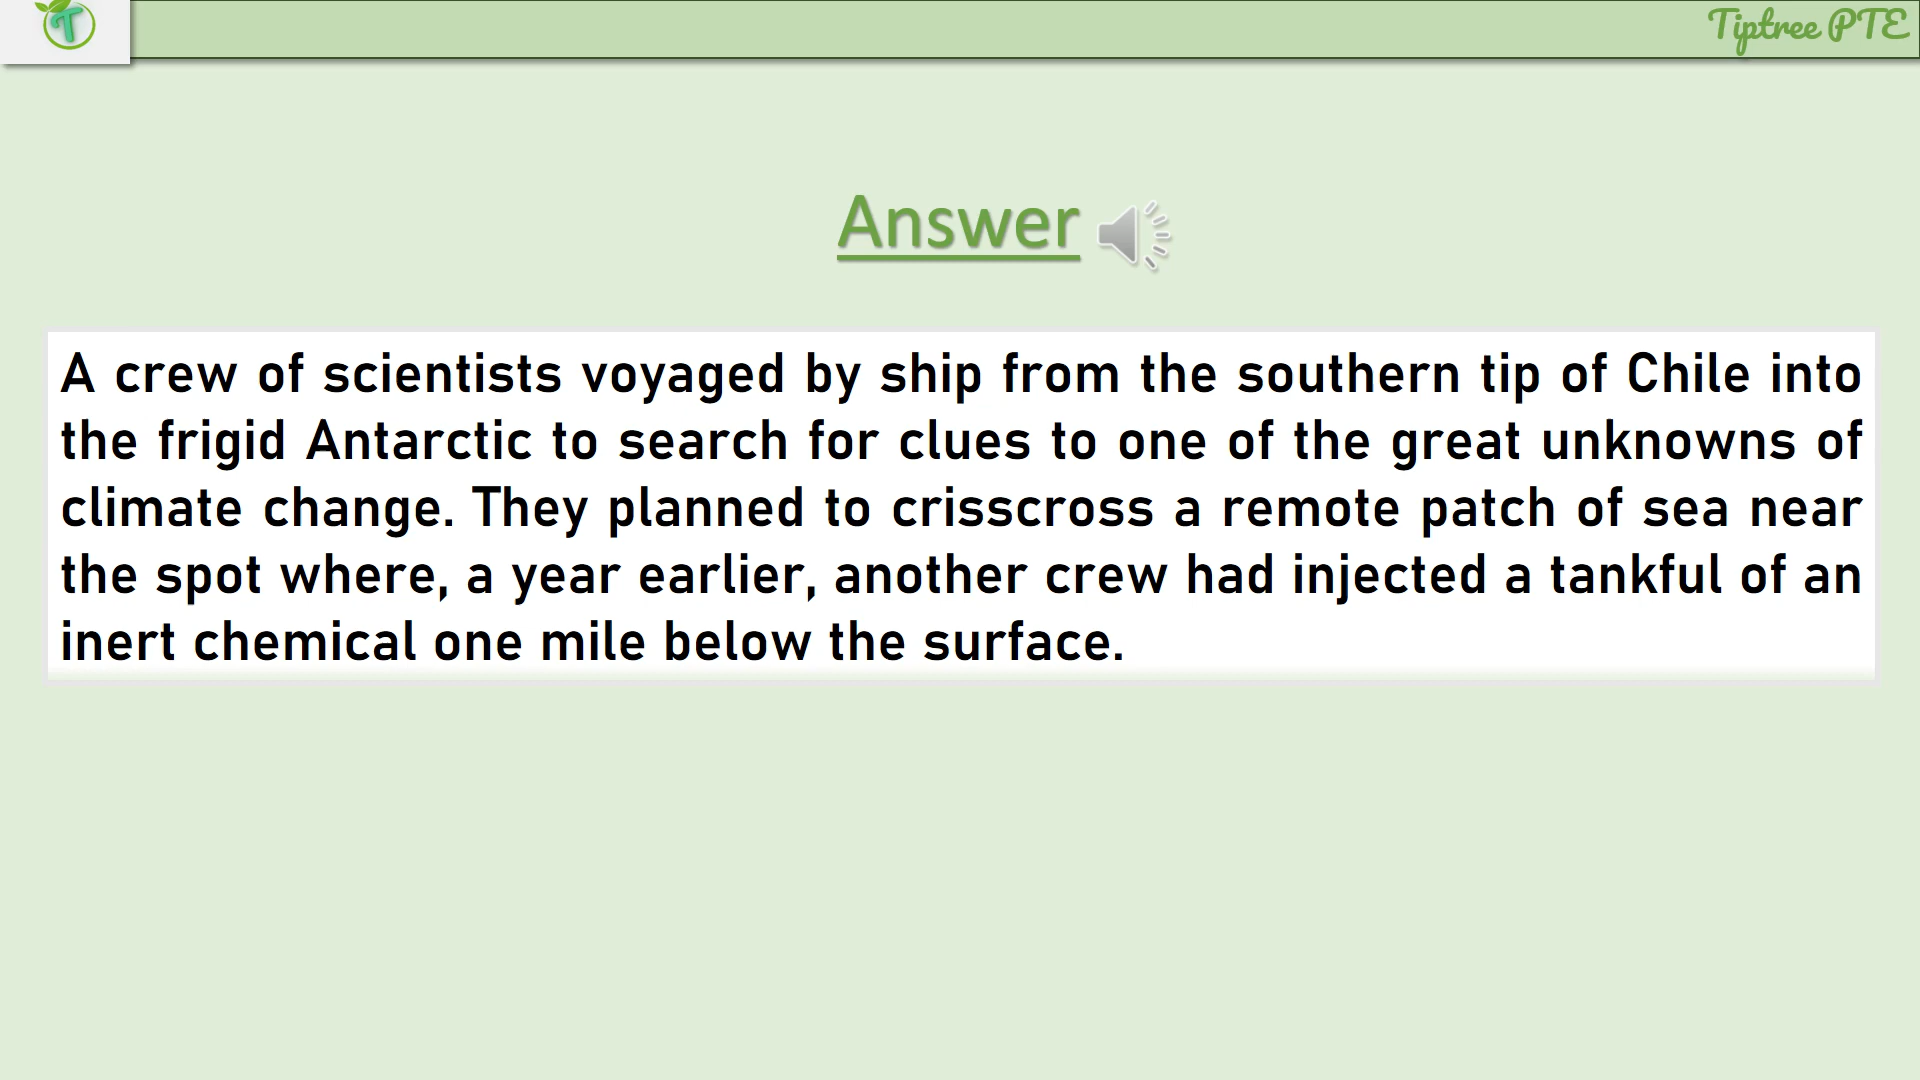 T
Tiptree PTE
Answer
A crew of scientists voyaged by ship from the southern tip of Chile into
the frigid Antarctic to search for clues to one of the great unknowns of
climate change. They planned to crisscross a remote patch of sea near
the spot where, a year earlier, another crew had injected a tankful of an
inert chemical one mile below the surface.